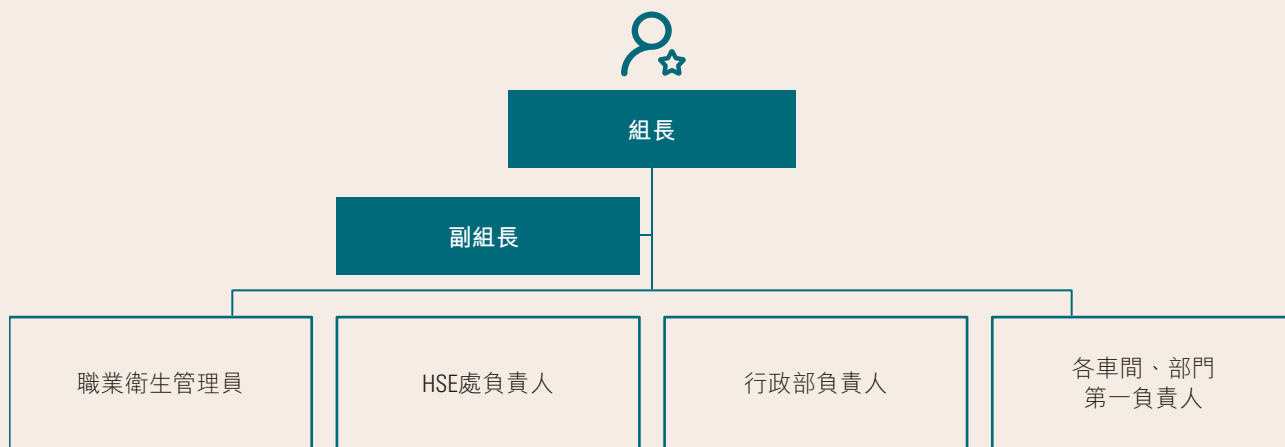 組長
副組長
職業衛生管理員
HSE處負責人
行政部負責人
各車間、部門
第一負責人